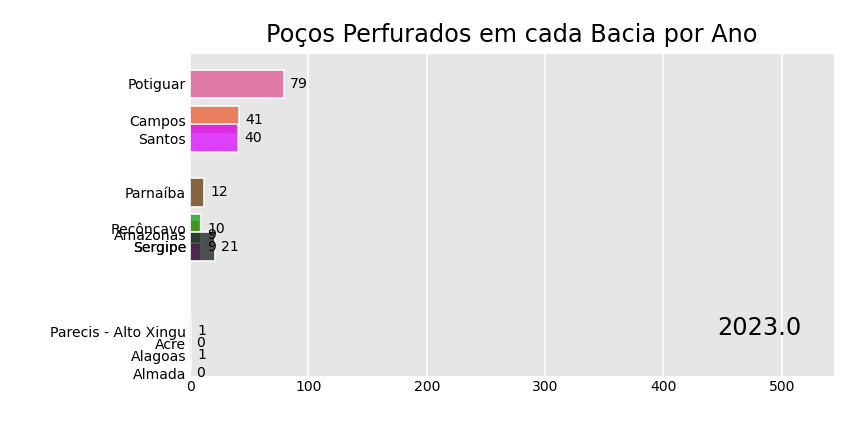 Poços Perfurados em cada Bacia por Ano
Potiguar 79
Campos 41
Santos 40
Parnaíba 12
Recôncavo 10
Amazonas 9
Sergipe 9 21
2023.0
Parecis - Alto Xingu 1
Acre 0
Alagoas 1
Almada 0
0 100 200 300 400 500